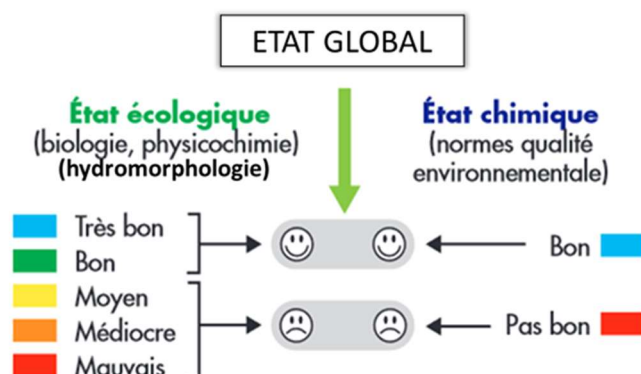 ETAT GLOBAL
État écologique
(biologie, physicochimie)
(hydromorphologie)
État chimique
(normes qualité
environnementale)
Très bon
Bon
Moyen
Médiocre
Mauvais
Bon
Pas bon